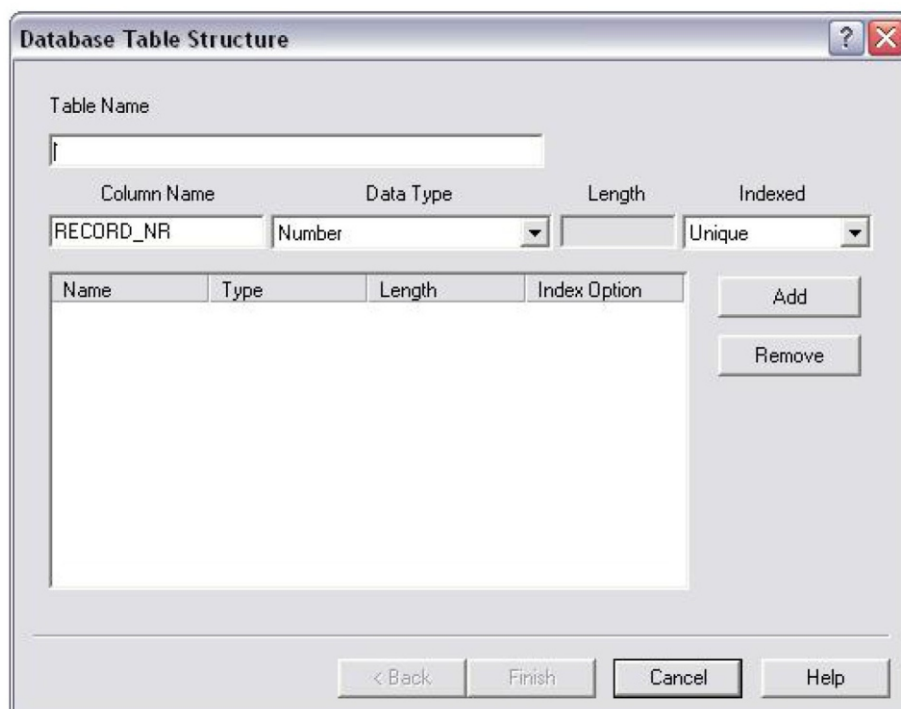 Database Table Structure
?
Table Name
Column Name Data Type Length Indexed
RECORD_NR Number Unique
Name Type Length Index Option
Add
Remove
< Back Finish Cancel Help